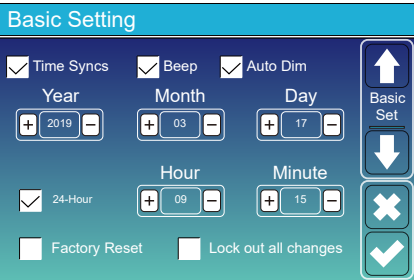 Basic Setting
Time Syncs Beep Auto Dim
Year Month Day
+ 2019 − + 03 − + 17 −
Basic
Set
Hour Minute
24-Hour + 09 − + 15 −
Factory Reset Lock out all changes